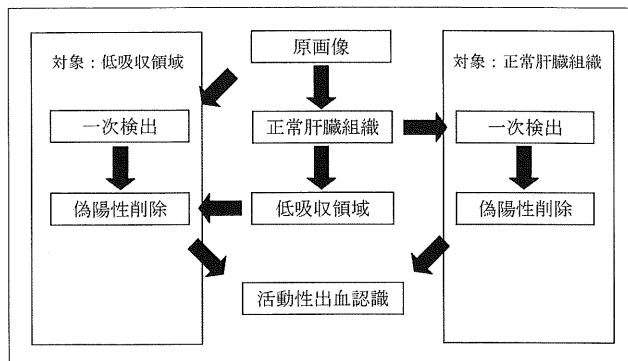 原画像
対象：低吸収領域
対象：正常肝臓組織
一次検出
正常肝臓組織
一次検出
偽陽性削除
低吸収領域
偽陽性削除
活動性出血認識